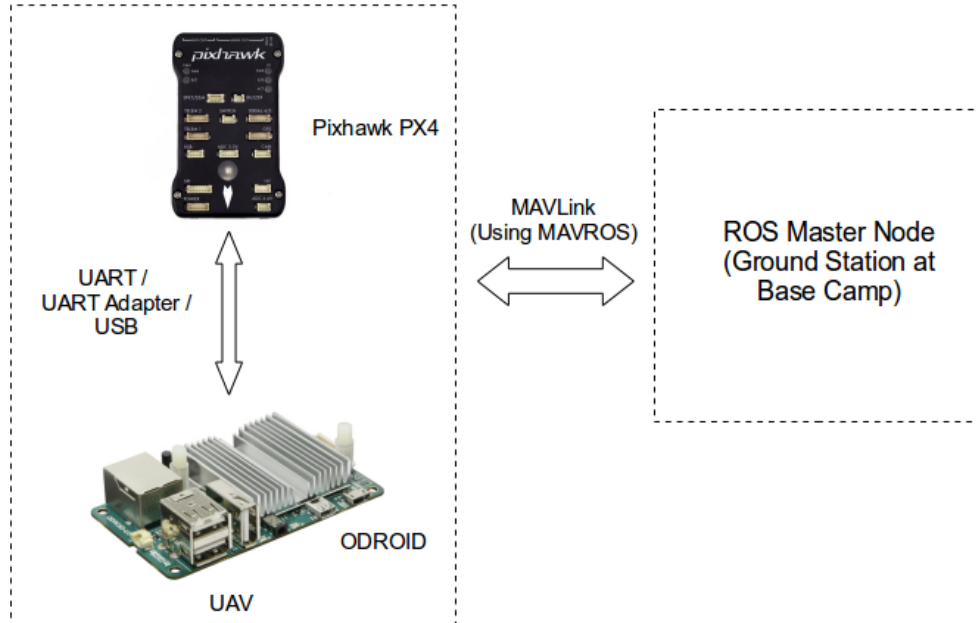 pixhawk
Pixhawk PX4
UART /
UART Adapter /
USB
MAVLink
(Using MAVROS)
ROS Master Node
(Ground Station at
Base Camp)
ODROID
UAV